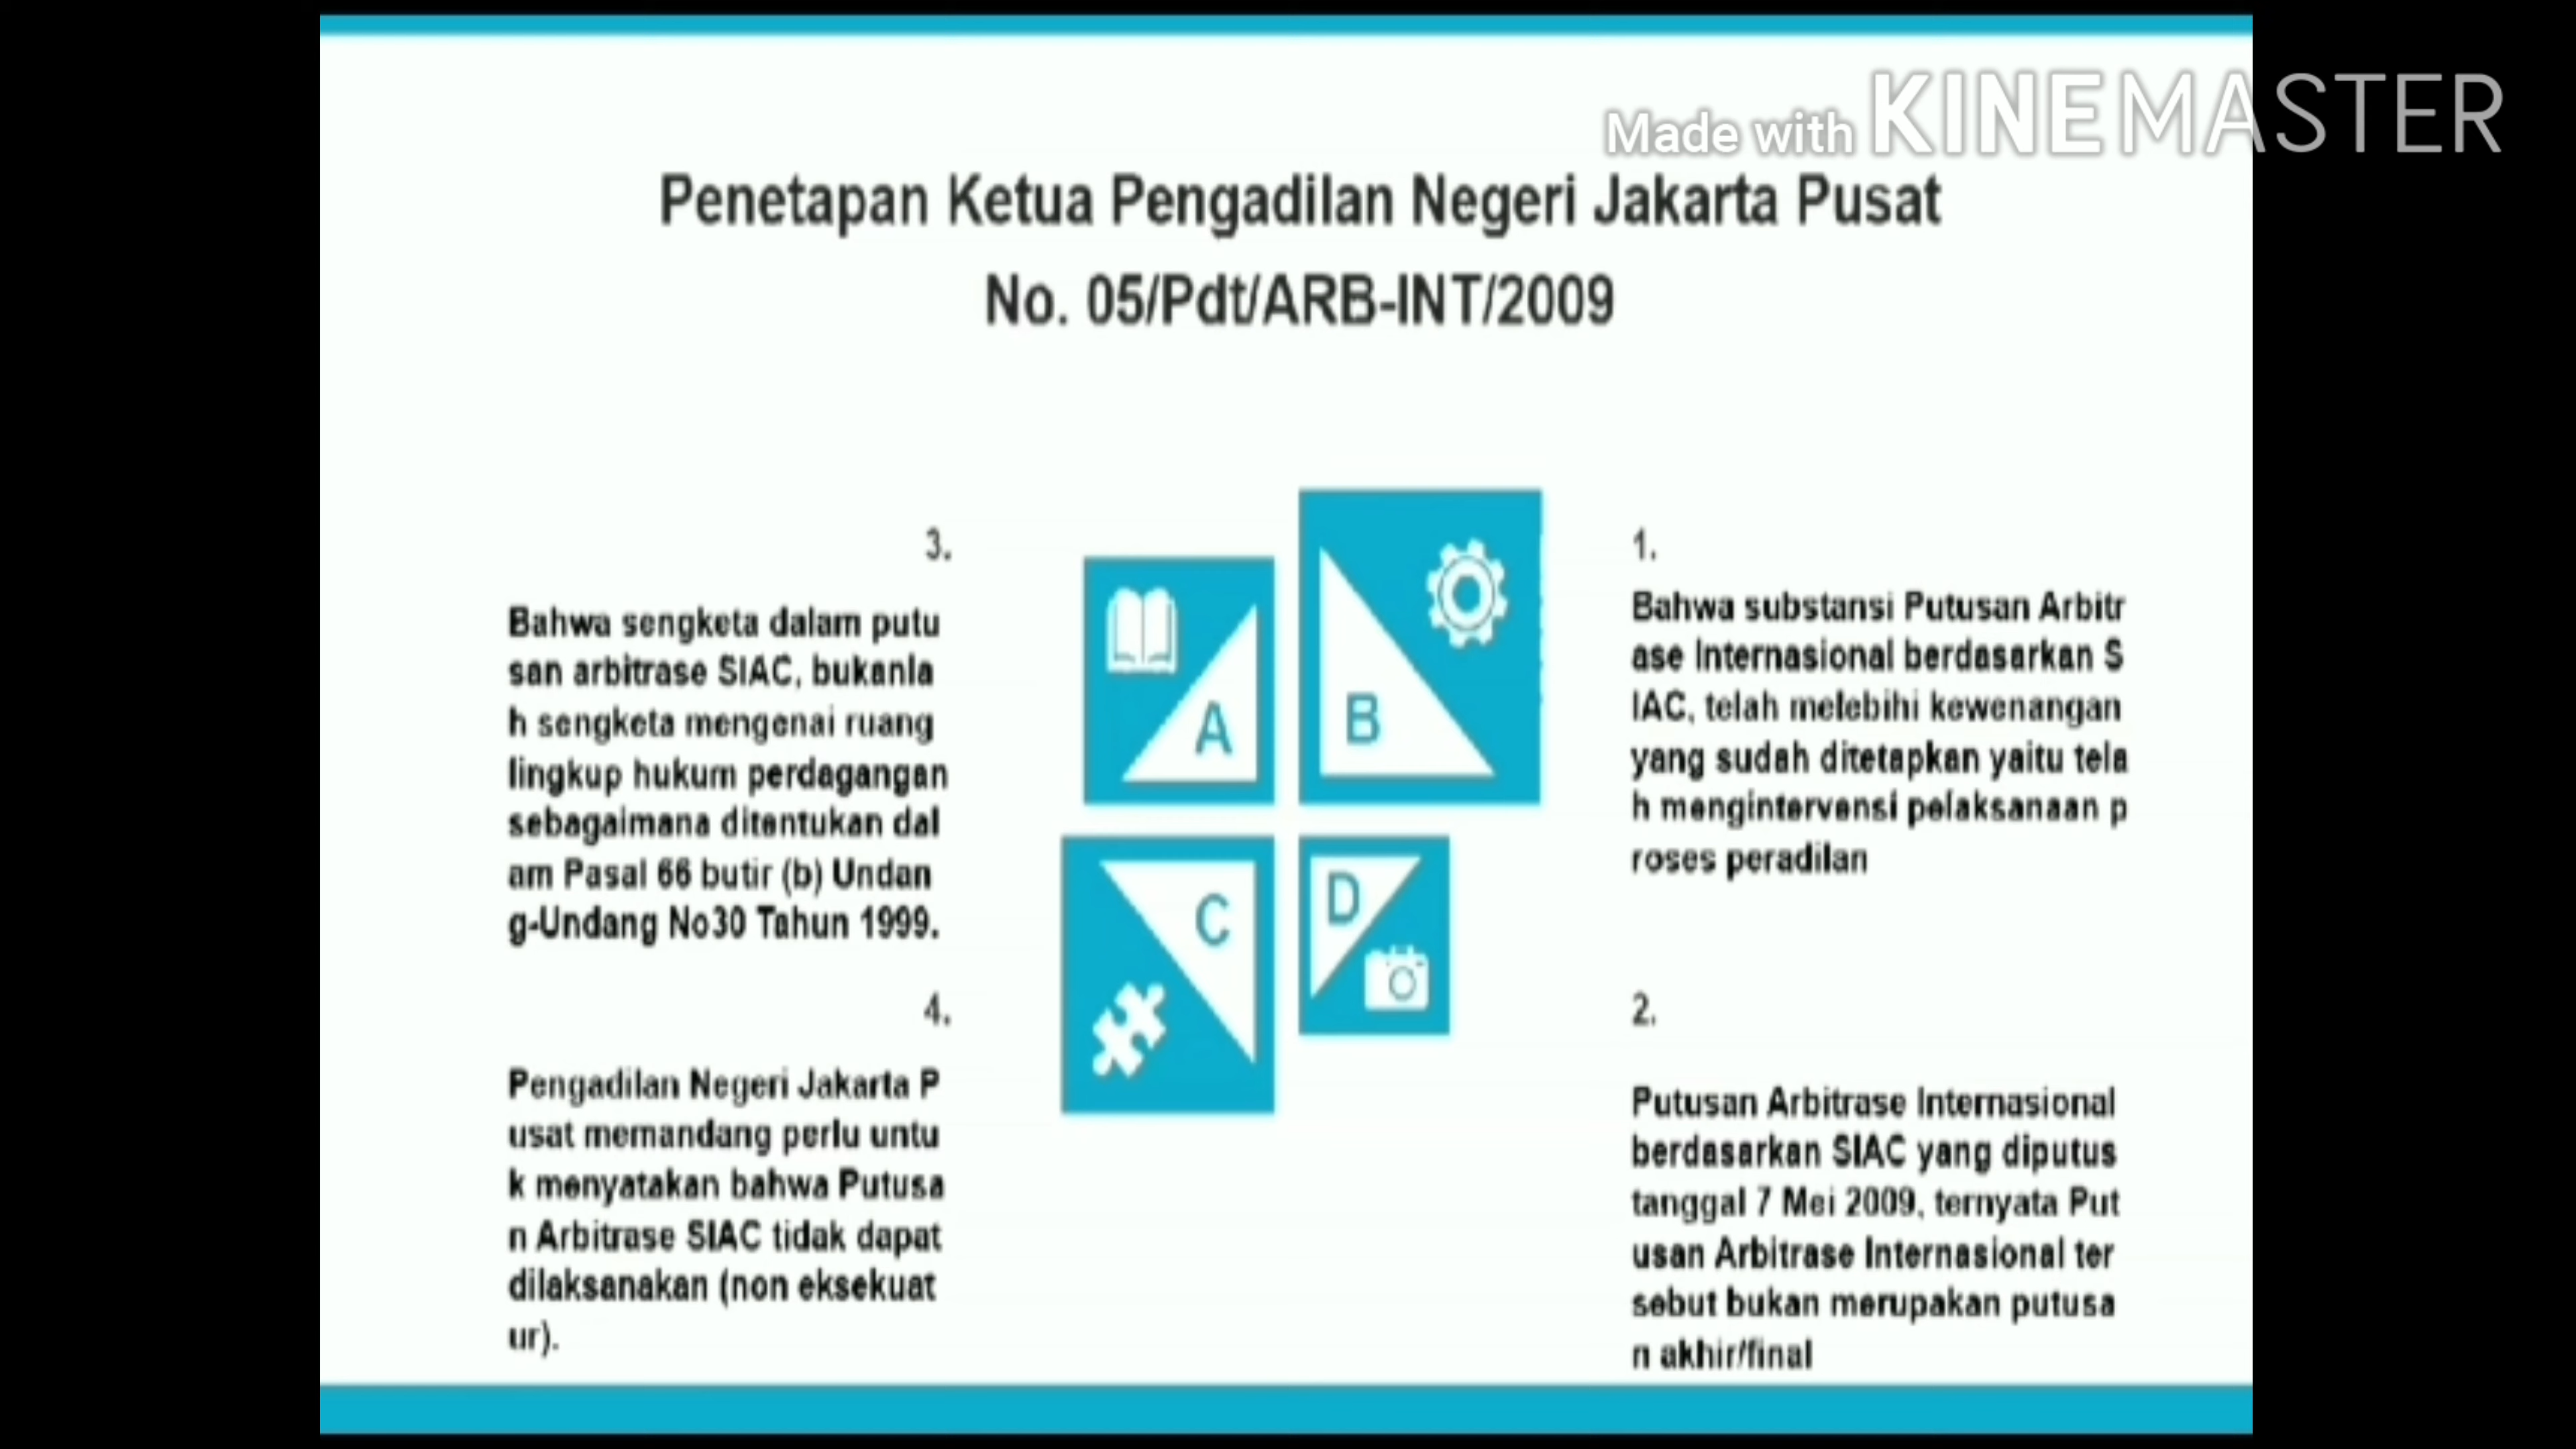 Made with KINEMASTER
Penetapan Ketua Pengadilan Negeri Jakarta Pusat
No. 05/Pdt/ARB-INT/2009
3.
Bahwa sengketa dalam putu
san arbitrase SIAC, bukanla
h sengketa mengenai ruang
lingkup hukum perdagangan
sebagaimana ditentukan dal
am Pasal 66 butir (b) Undan
g-Undang No30 Tahun 1999.
4.
Pengadilan Negeri Jakarta P
usat memandang perlu untu
k menyatakan bahwa Putusa
n Arbitrase SIAC tidak dapat
dilaksanakan (non eksekuat
ur).
A
B
C
D
1.
Bahwa substansi Putusan Arbitr
ase Internasional berdasarkan S
IAC, telah melebihi kewenangan
yang sudah ditetapkan yaitu tela
h mengintervensi pelaksanaan p
roses peradilan
2.
Putusan Arbitrase Internasional
berdasarkan SIAC yang diputus
tanggal 7 Mei 2009, ternyata Put
usan Arbitrase Internasional ter
sebut bukan merupakan putusa
n akhir/final